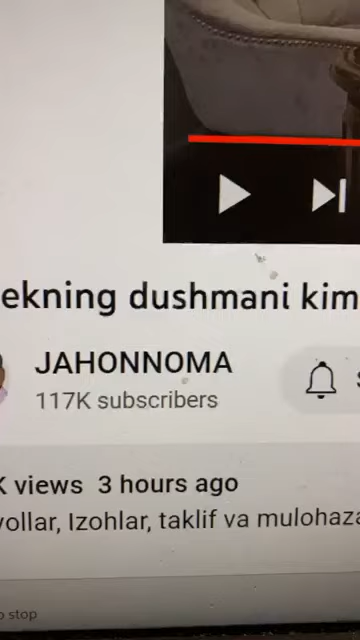 ekning dushmani kim
JAHONNOMA
117K subscribers
K views 3 hours ago
vollar, Izohlar, taklif va mulohaza
stop